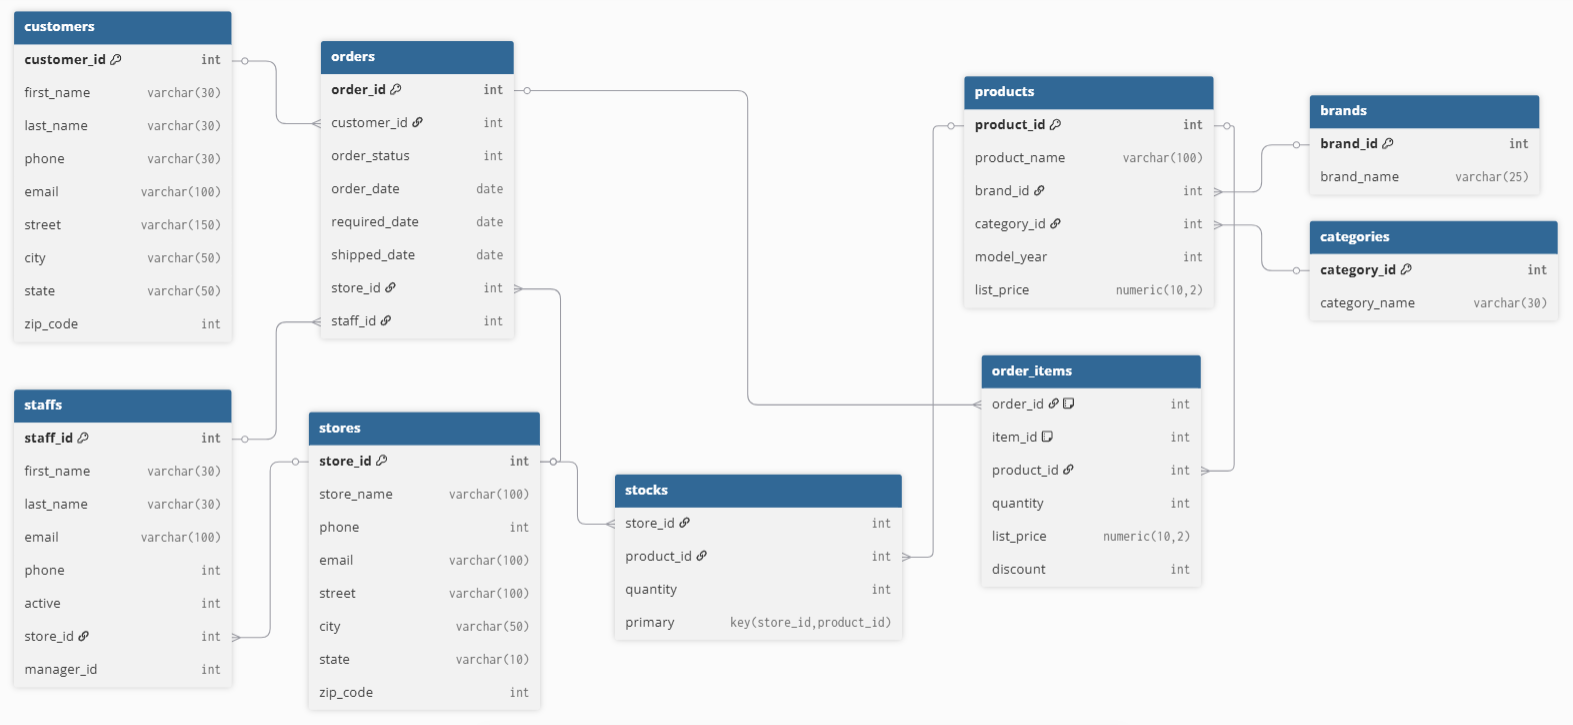 customers
customer_id int
first_name varchar(30)
last_name varchar(30)
phone varchar(30)
email varchar(100)
street varchar(150)
city varchar(50)
state varchar(50)
zip_code int
orders
order_id int
customer_id int
order_status int
order_date date
required_date date
shipped_date date
store_id int
staff_id int
products
product_id int
product_name varchar(100)
brand_id int
category_id int
model_year int
list_price numeric(10,2)
brands
brand_id int
brand_name varchar(25)
categories
category_id int
category_name varchar(30)
staffs
staff_id int
first_name varchar(30)
last_name varchar(30)
email varchar(100)
phone int
active int
store_id int
manager_id int
stores
store_id int
store_name varchar(100)
phone int
email varchar(100)
street varchar(100)
city varchar(50)
state varchar(10)
zip_code int
stocks
store_id int
product_id int
quantity int
primary key(store_id,product_id)
order_items
order_id int
item_id int
product_id int
quantity int
list_price numeric(10,2)
discount int